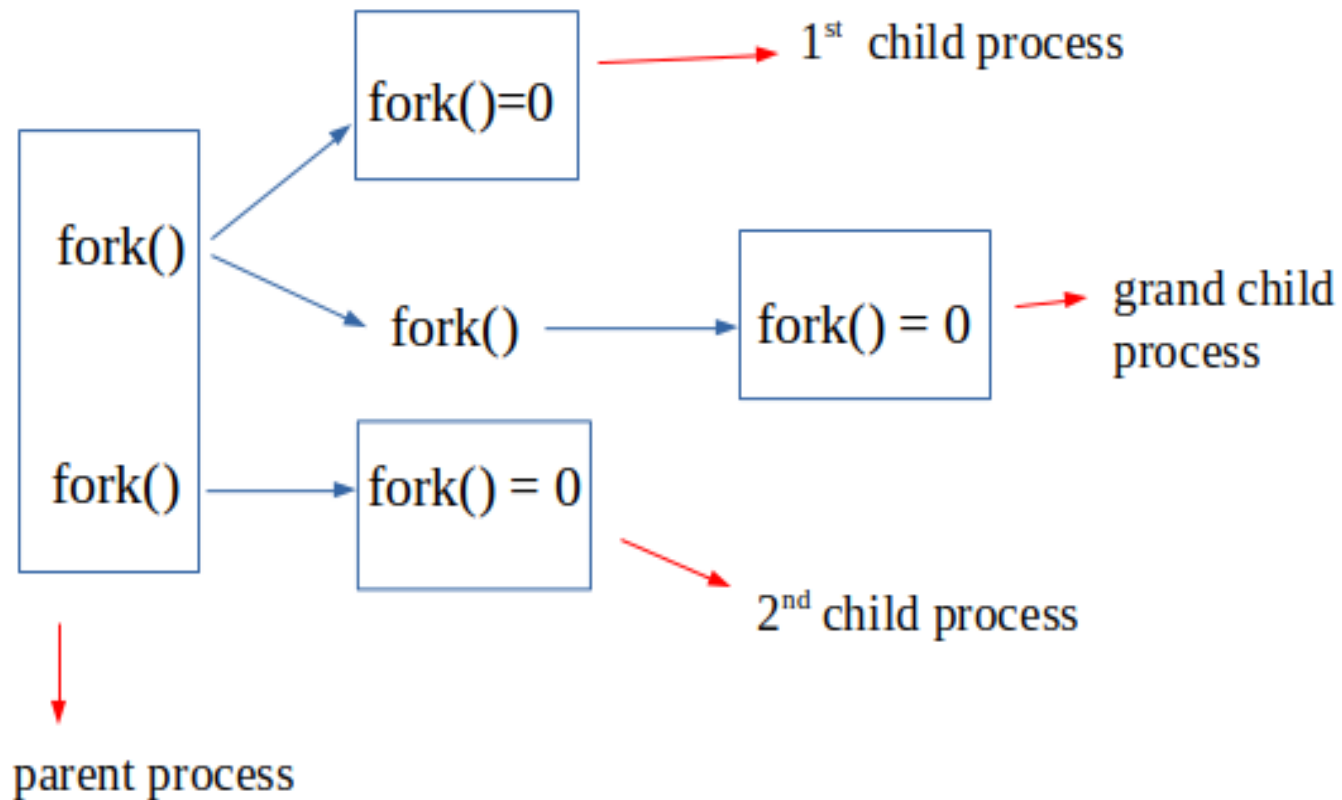 1st child process
fork()=0
fork()
grand child
process
fork()
fork() = 0
fork()
fork() = 0
2nd child process
parent process